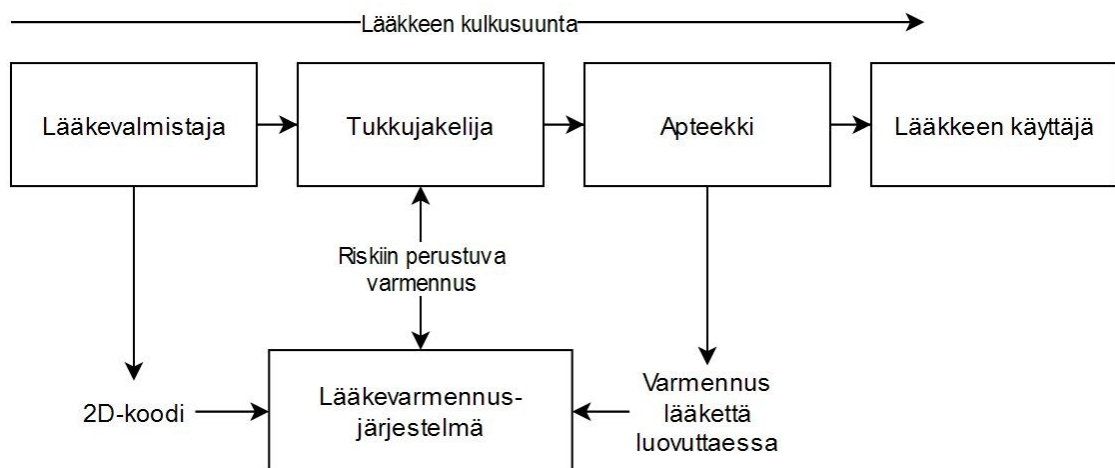 Lääkkeen kulkusuunta
Lääkevalmistaja
Tukkujakelija
Apteekki
Lääkkeen käyttäjä
Riskiin perustuva
varmennus
2D-koodi
Lääkevarmennus-
järjestelmä
Varmennus
lääkettä
luovuttaessa